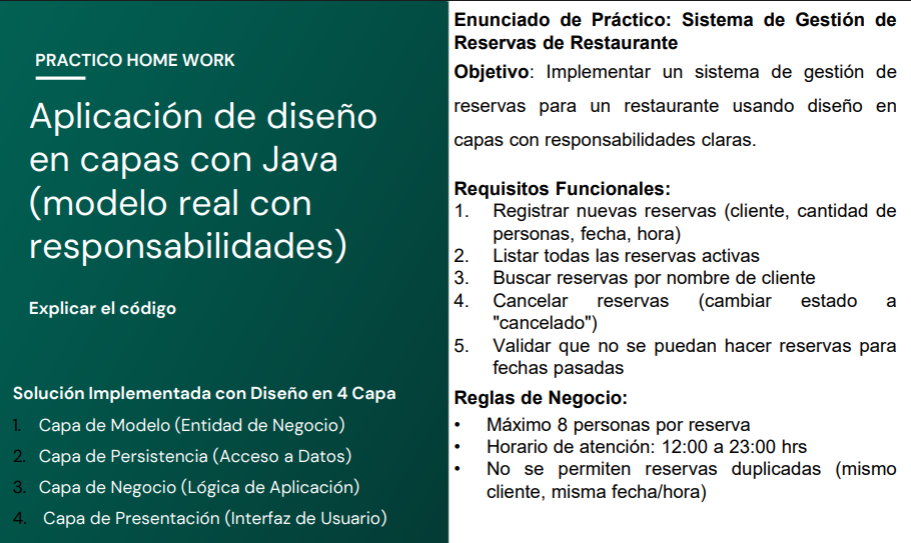 PRACTICO HOME WORK
Aplicación de diseño
en capas con Java
(modelo real con
responsabilidades)
Explicar el código
Solución Implementada con Diseño en 4 Capa
1. Capa de Modelo (Entidad de Negocio)
2. Capa de Persistencia (Acceso a Datos)
3. Capa de Negocio (Lógica de Aplicación)
4. Capa de Presentación (Interfaz de Usuario)
Enunciado de Práctico: Sistema de Gestión de
Reservas de Restaurante
Objetivo: Implementar un sistema de gestión de
reservas para un restaurante usando diseño en
capas con responsabilidades claras.
Requisitos Funcionales:
1. Registrar nuevas reservas (cliente, cantidad de
personas, fecha, hora)
2. Listar todas las reservas activas
3. Buscar reservas por nombre de cliente
4. Cancelar reservas (cambiar estado a
"cancelado")
5. Validar que no se puedan hacer reservas para
fechas pasadas
Reglas de Negocio:
• Máximo 8 personas por reserva
• Horario de atención: 12:00 a 23:00 hrs
• No se permiten reservas duplicadas (mismo
cliente, misma fecha/hora)